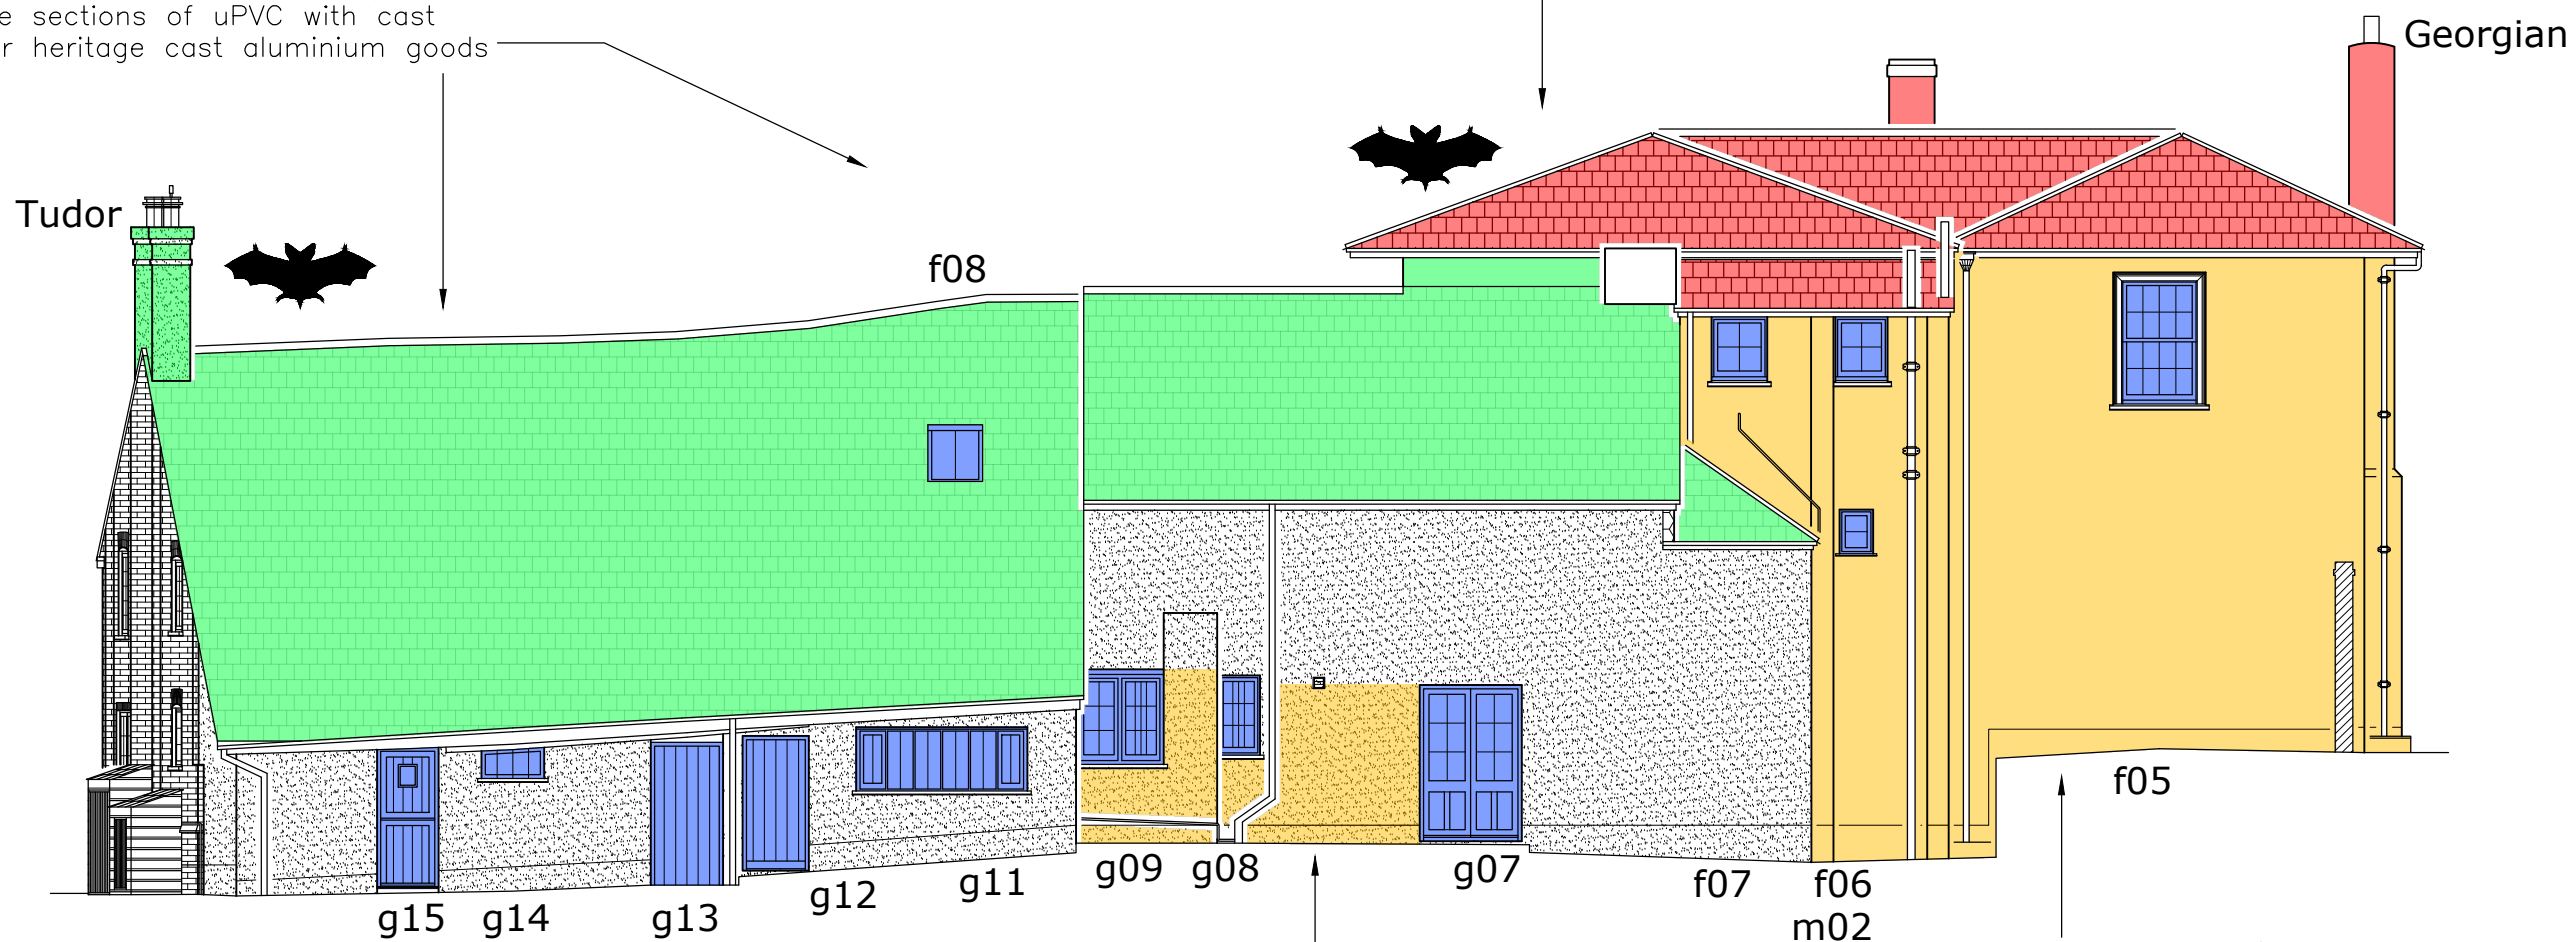 e sections of uPVC with cast
r heritage cast aluminium goods
Georgian
Tudor
f08
f05
g09
g08
g07
f07
f06
m02
g15
g14
g13
g12
g11